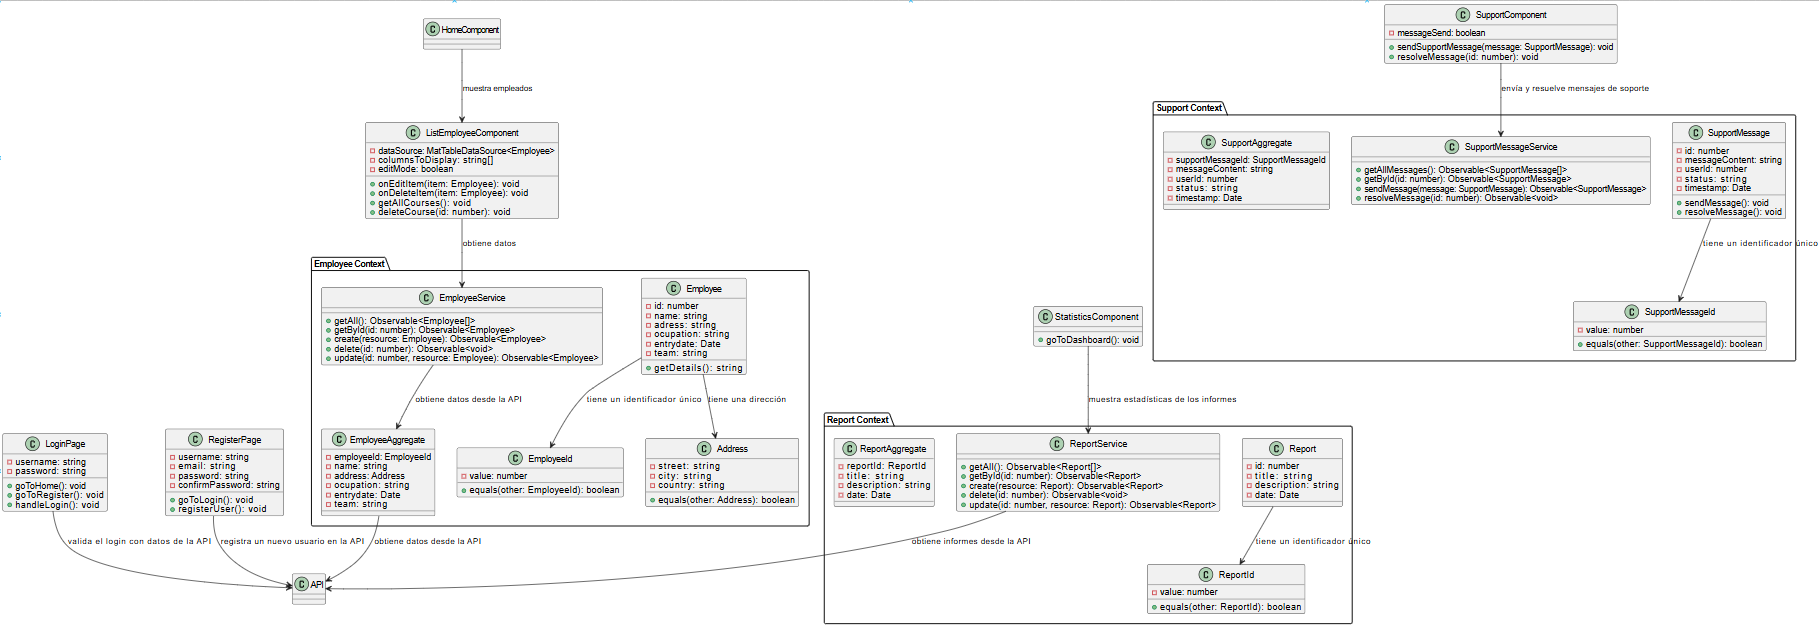 HomeComponent
muestra empleados
ListEmployeeComponent
dataSource: MatTableDataSource<Employee>
columnsToDisplay: string[]
editMode: boolean
onEditItem(item: Employee): void
onDeleteItem(item: Employee): void
getAllCourses(): void
deleteCourse(id: number): void
obtiene datos
Employee Context
EmployeeService
getAll(): Observable<Employee[]>
getById(id: number): Observable<Employee>
create(resource: Employee): Observable<Employee>
delete(id: number): Observable<void>
update(id: number, resource: Employee): Observable<Employee>
Employee
id: number
name: string
adress: string
ocupation: string
entrydate: Date
team: string
getDetails(): string
obtiene datos desde la API
tiene un identificador único
tiene una dirección
EmployeeAggregate
employeeId: EmployeeId
name: string
address: Address
ocupation: string
entrydate: Date
team: string
EmployeeId
value: number
equals(other: EmployeeId): boolean
Address
street: string
city: string
country: string
equals(other: Address): boolean
LoginPage
username: string
password: string
goToHome(): void
goToRegister(): void
handleLogin(): void
RegisterPage
username: string
email: string
password: string
confirmPassword: string
goToLogin(): void
registerUser(): void
valida el login con datos de la API
registra un nuevo usuario en la API
obtiene datos desde la API
API
SupportComponent
messageSend: boolean
sendSupportMessage(message: SupportMessage): void
resolveMessage(id: number): void
envía y resuelve mensajes de soporte
Support Context
SupportAggregate
supportMessageId: SupportMessageId
messageContent: string
userId: number
status: string
timestamp: Date
SupportMessageService
getAllMessages(): Observable<SupportMessage[]>
getById(id: number): Observable<SupportMessage>
sendMessage(message: SupportMessage): Observable<SupportMessage>
resolveMessage(id: number): Observable<void>
SupportMessage
id: number
messageContent: string
userId: number
status: string
timestamp: Date
sendMessage(): void
resolveMessage(): void
tiene un identificador único
SupportMessageId
value: number
equals(other: SupportMessageId): boolean
StatisticsComponent
goToDashboard(): void
muestra estadísticas de los informes
Report Context
ReportAggregate
reportId: ReportId
title: string
description: string
date: Date
ReportService
getAll(): Observable<Report[]>
getById(id: number): Observable<Report>
create(resource: Report): Observable<Report>
delete(id: number): Observable<void>
update(id: number, resource: Report): Observable<Report>
Report
id: number
title: string
description: string
date: Date
obtiene informes desde la API
tiene un identificador único
ReportId
value: number
equals(other: ReportId): boolean